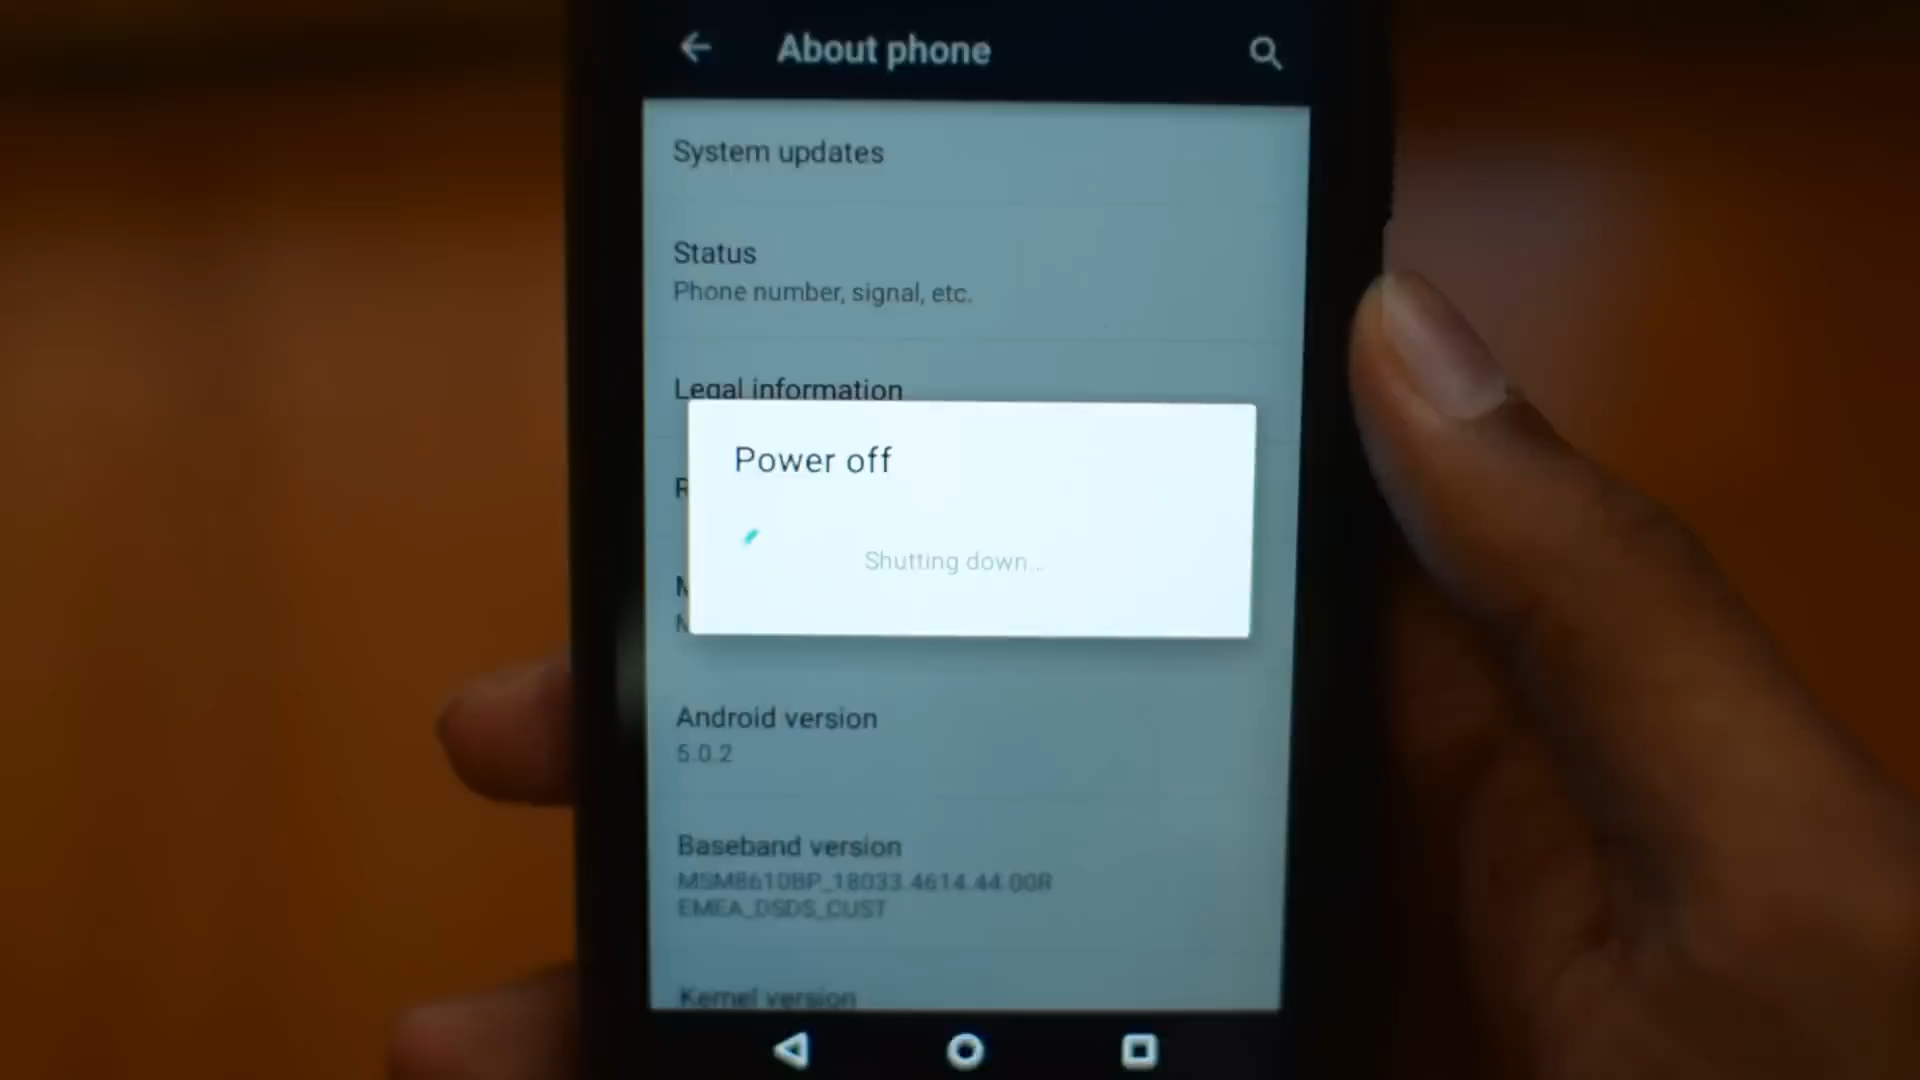 About phone
System updates
Status
Phone number, signal, etc.
Legal information
Power off
Shutting down...
Android version
5.0.2
Baseband version
MSM8610BP_18033.4614.44.00R
EMEA_DSDS_CUST
Kernel version